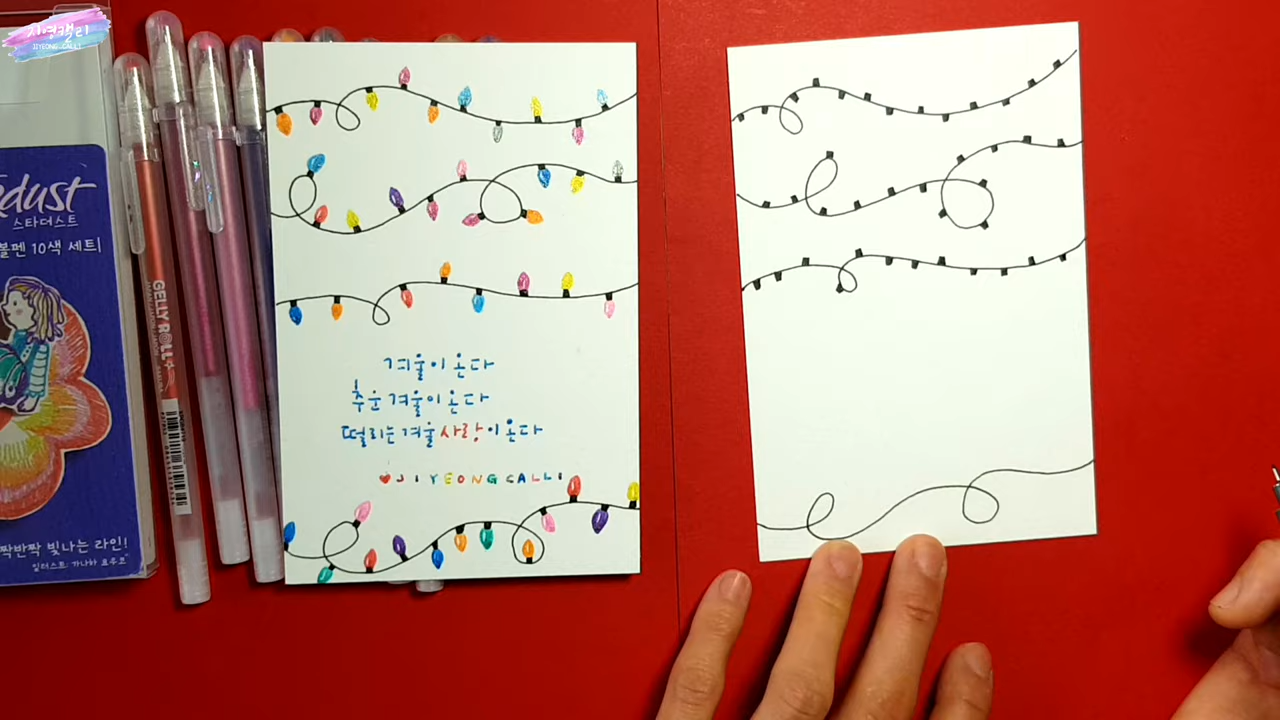 지영캘리
JIYEONG CALLI
스타더스트
볼펜 10색 세트
짝반짝 빛나는 라인!
GELLY ROLL
겨울이 온다
추운 겨울이 온다
떨리는 겨울 사랑이 온다
JIYEONG CALLI